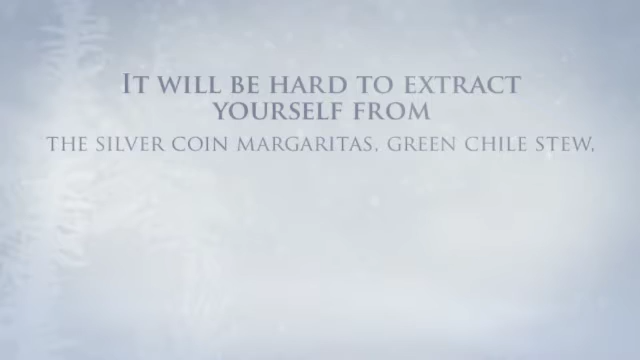 IT WILL BE HARD TO EXTRACT
YOURSELF FROM
THE SILVER COIN MARGARITAS, GREEN CHILE STEW,